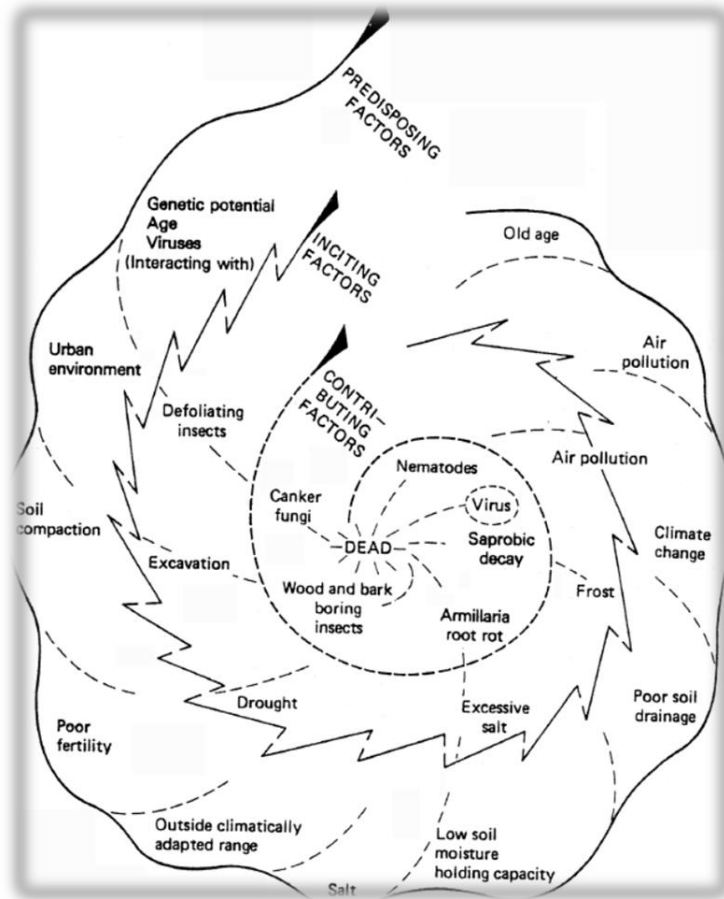 PREDISPOSING
FACTORS
Genetic potential
Age
Viruses
(Interacting with)
INCITING
FACTORS
Old age
Urban
environment
Air
pollution
CONTRI-
BUTING
FACTORS
Defoliating
insects
Nematodes
Air pollution
Canker
fungi
Virus
Soil
compaction
DEAD
Saprobic
decay
Climate
change
Excavation
Wood and bark
boring
insects
Frost
Armillaria
root rot
Drought
Excessive
salt
Poor soil
drainage
Poor
fertility
Outside climatically
adapted range
Low soil
moisture
holding capacity
Salt